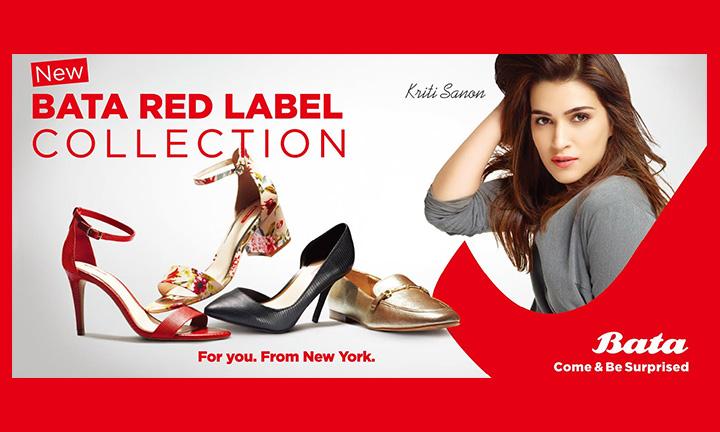 New
BATA RED LABEL
COLLECTION
Kriti Sanon
For you. From New York.
Bata
Come & Be Surprised